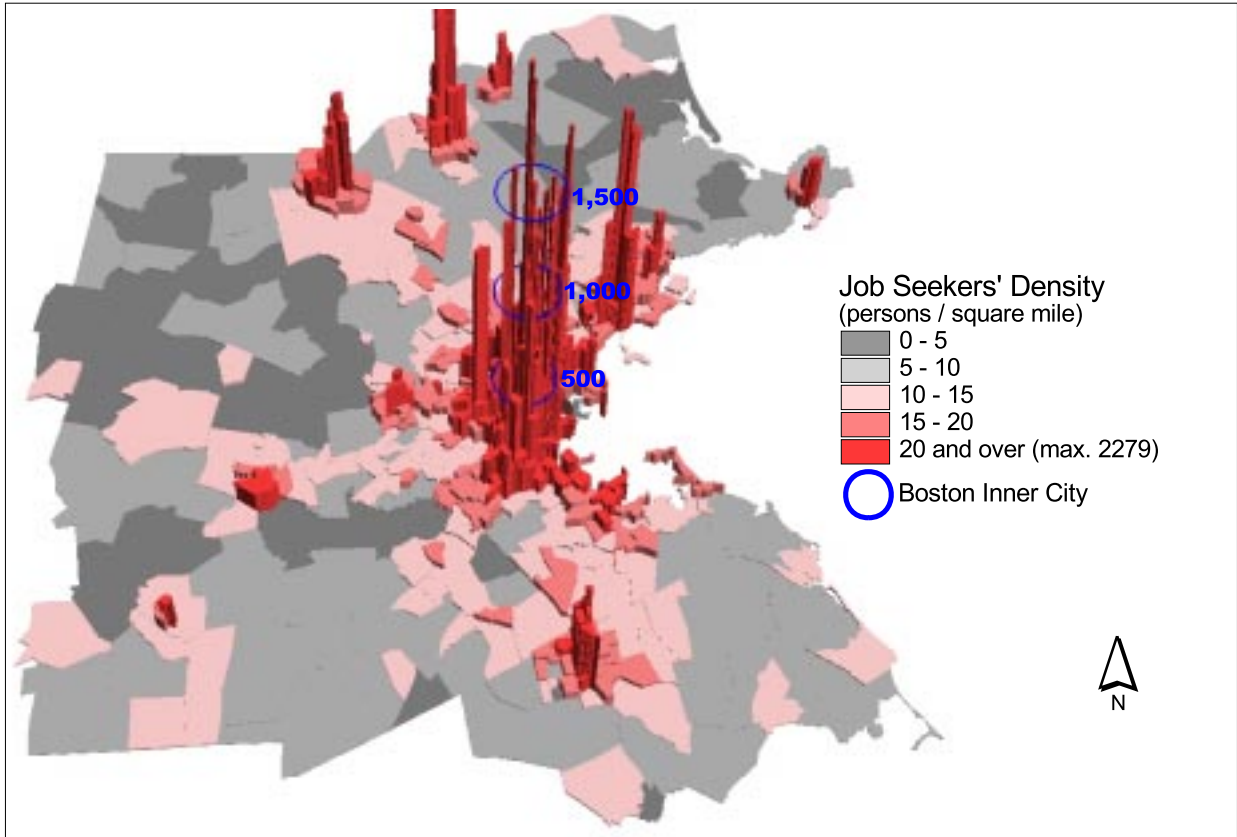 1,500
1,000
500
Job Seekers' Density
(persons / square mile)
0 - 5
5 - 10
10 - 15
15 - 20
20 and over (max. 2279)
Boston Inner City
N